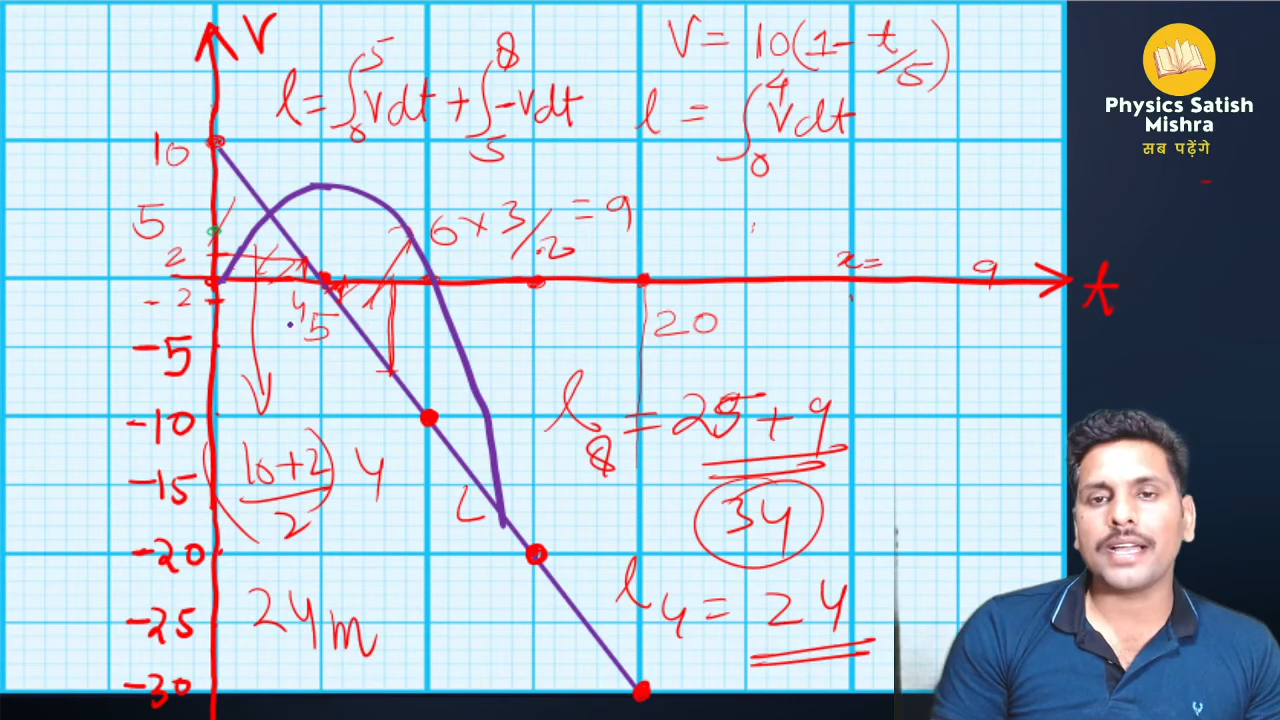 V
V = 10(1 - t/5)
l = ∫₀⁵ v dt + ∫₅⁸ -v dt
l = ∫₀⁴ v dt
10
5
2
-2
-5
-10
-15
-20
-25
-30
6 × 3/2 = 9
x =
9
t
4
5
20
l₈ = 25 + 9
34
l₄ = 24
(10+2/2) 4
24m
Physics Satish
Mishra
सब पढ़ेंगे